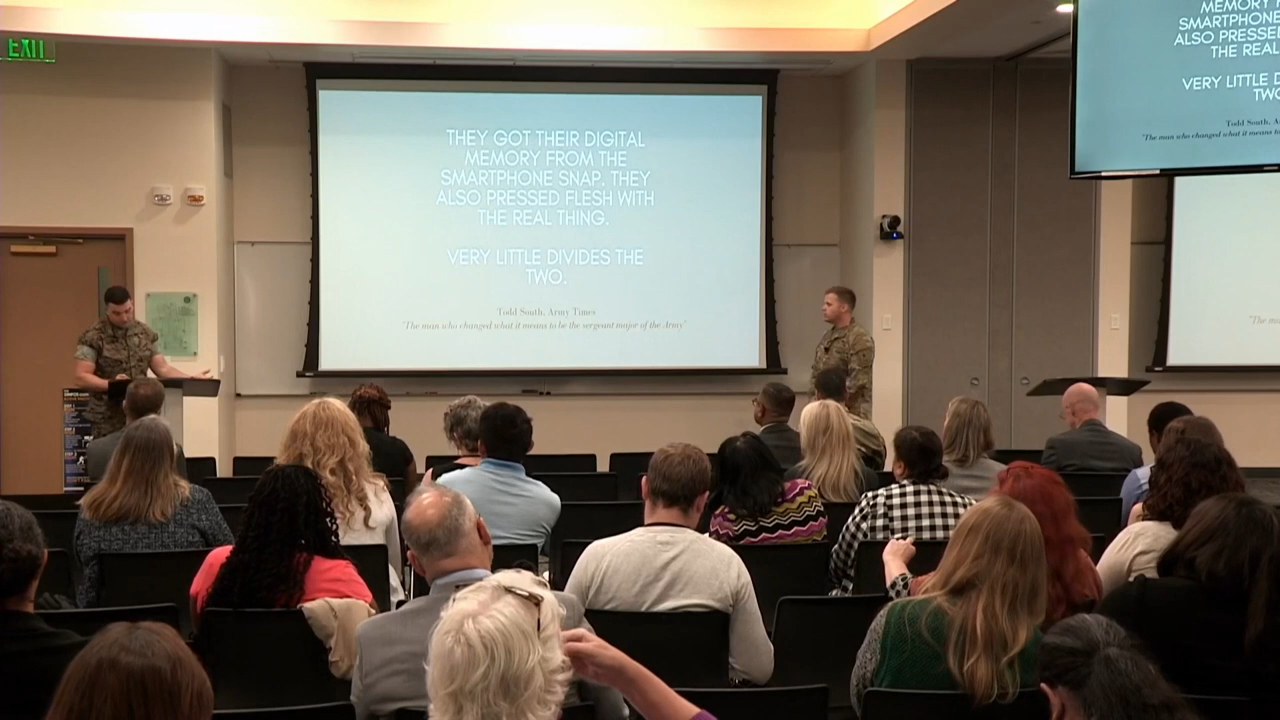 EXIT
THEY GOT THEIR DIGITAL
MEMORY FROM THE
SMARTPHONE SNAP. THEY
ALSO PRESSED FLESH WITH
THE REAL THING.
VERY LITTLE DIVIDES THE
TWO.
Todd South, Army Times
"The man who changed what it means to be the sergeant major of the Army"
MEMORY F
SMARTPHONE
ALSO PRESSE
THE REAL
VERY LITTLE D
TWO
Todd South, A
"The man who changed what it means to
"The m